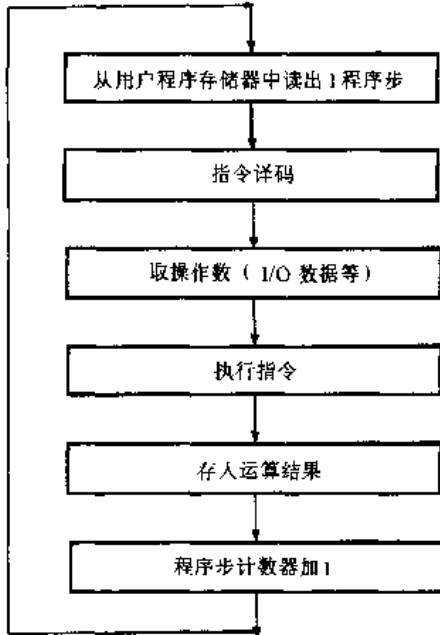 从用户程序存储器中读出1程序步
指令详码
取操作数（I/O 数据等）
执行指令
存人运算结果
程序步计数器加1